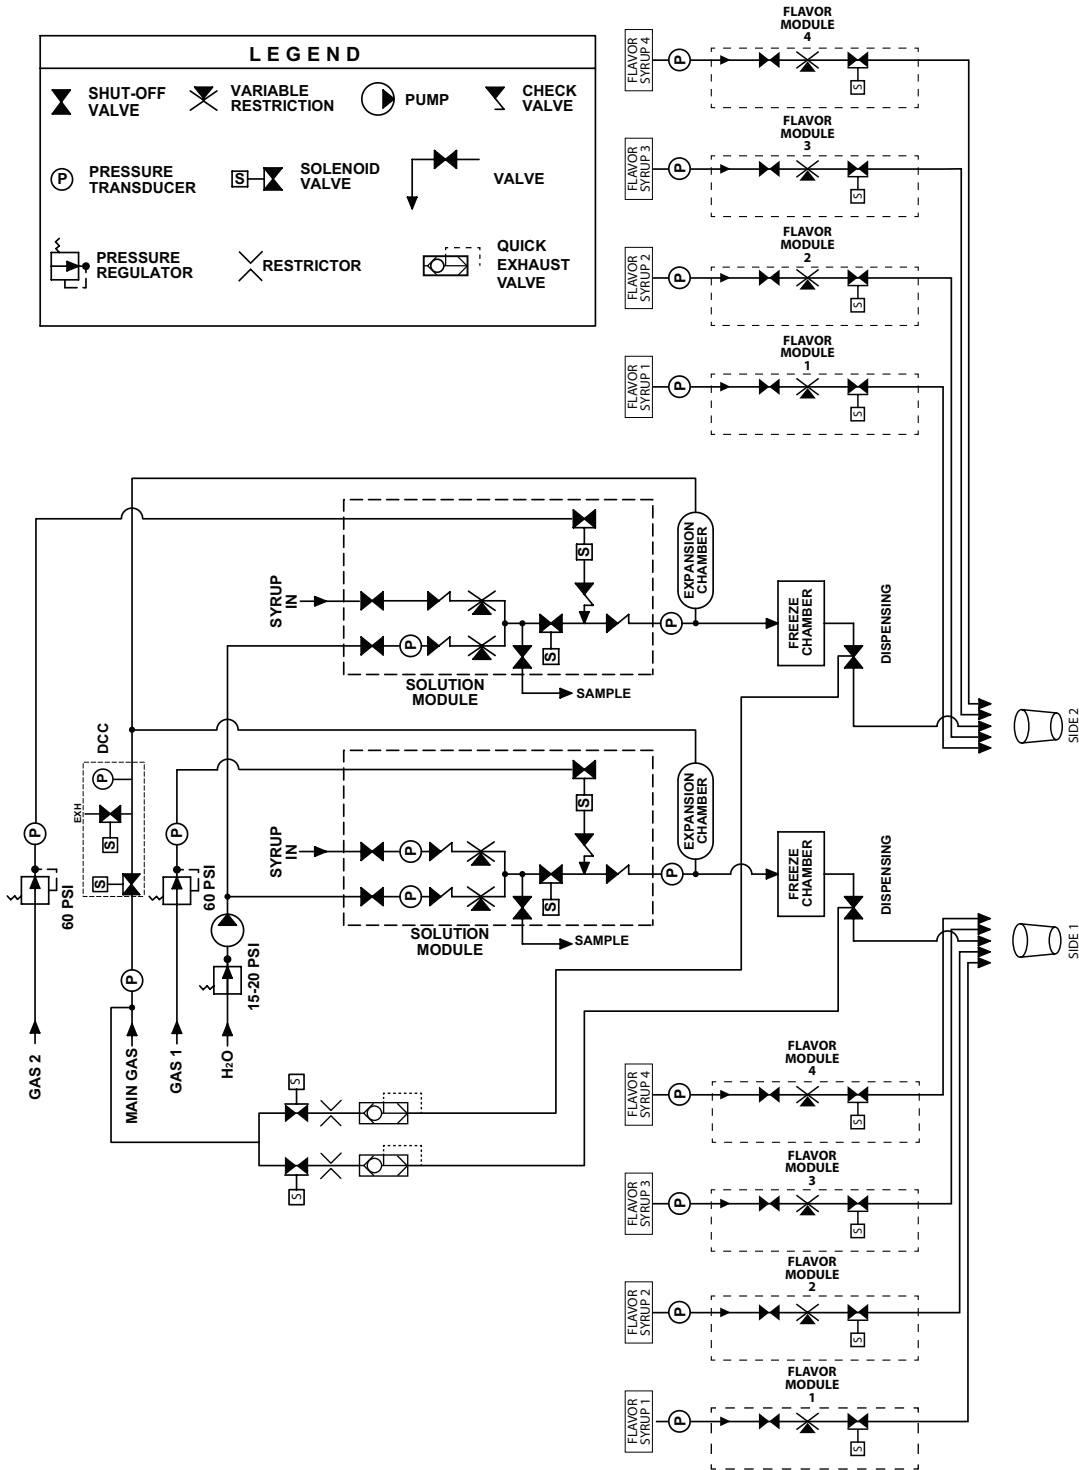 LEGEND
SHUT-OFF
VALVE
VARIABLE
RESTRICTION
PUMP
CHECK
VALVE
P
PRESSURE
TRANSDUCER
S
SOLENOID
VALVE
VALVE
PRESSURE
REGULATOR
RESTRICTOR
QUICK
EXHAUST
VALVE
FLAVOR
SYRUP 4
P
FLAVOR
MODULE
4
S
FLAVOR
SYRUP 3
P
FLAVOR
MODULE
3
S
FLAVOR
SYRUP 2
P
FLAVOR
MODULE
2
S
FLAVOR
SYRUP 1
P
FLAVOR
MODULE
1
S
SYRUP
IN
P
S
S
SOLUTION
MODULE
SAMPLE
P
EXPANSION
CHAMBER
FREEZE
CHAMBER
DISPENSING
SIDE 2
DCC
P
EXH
S
S
P
60 PSI
P
60 PSI
SYRUP
IN
P
P
S
S
SOLUTION
MODULE
SAMPLE
P
EXPANSION
CHAMBER
FREEZE
CHAMBER
DISPENSING
SIDE 1
P
15-20 PSI
GAS 2
MAIN GAS
GAS 1
H2O
S
S
FLAVOR
SYRUP 4
P
FLAVOR
MODULE
4
S
FLAVOR
SYRUP 3
P
FLAVOR
MODULE
3
S
FLAVOR
SYRUP 2
P
FLAVOR
MODULE
2
S
FLAVOR
SYRUP 1
P
FLAVOR
MODULE
1
S